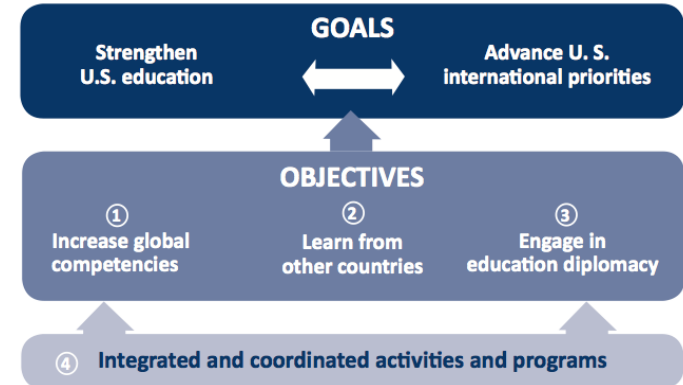 GOALS
Strengthen
U.S. education
Advance U. S.
international priorities
OBJECTIVES
①
Increase global
competencies
②
Learn from
other countries
③
Engage in
education diplomacy
④ Integrated and coordinated activities and programs